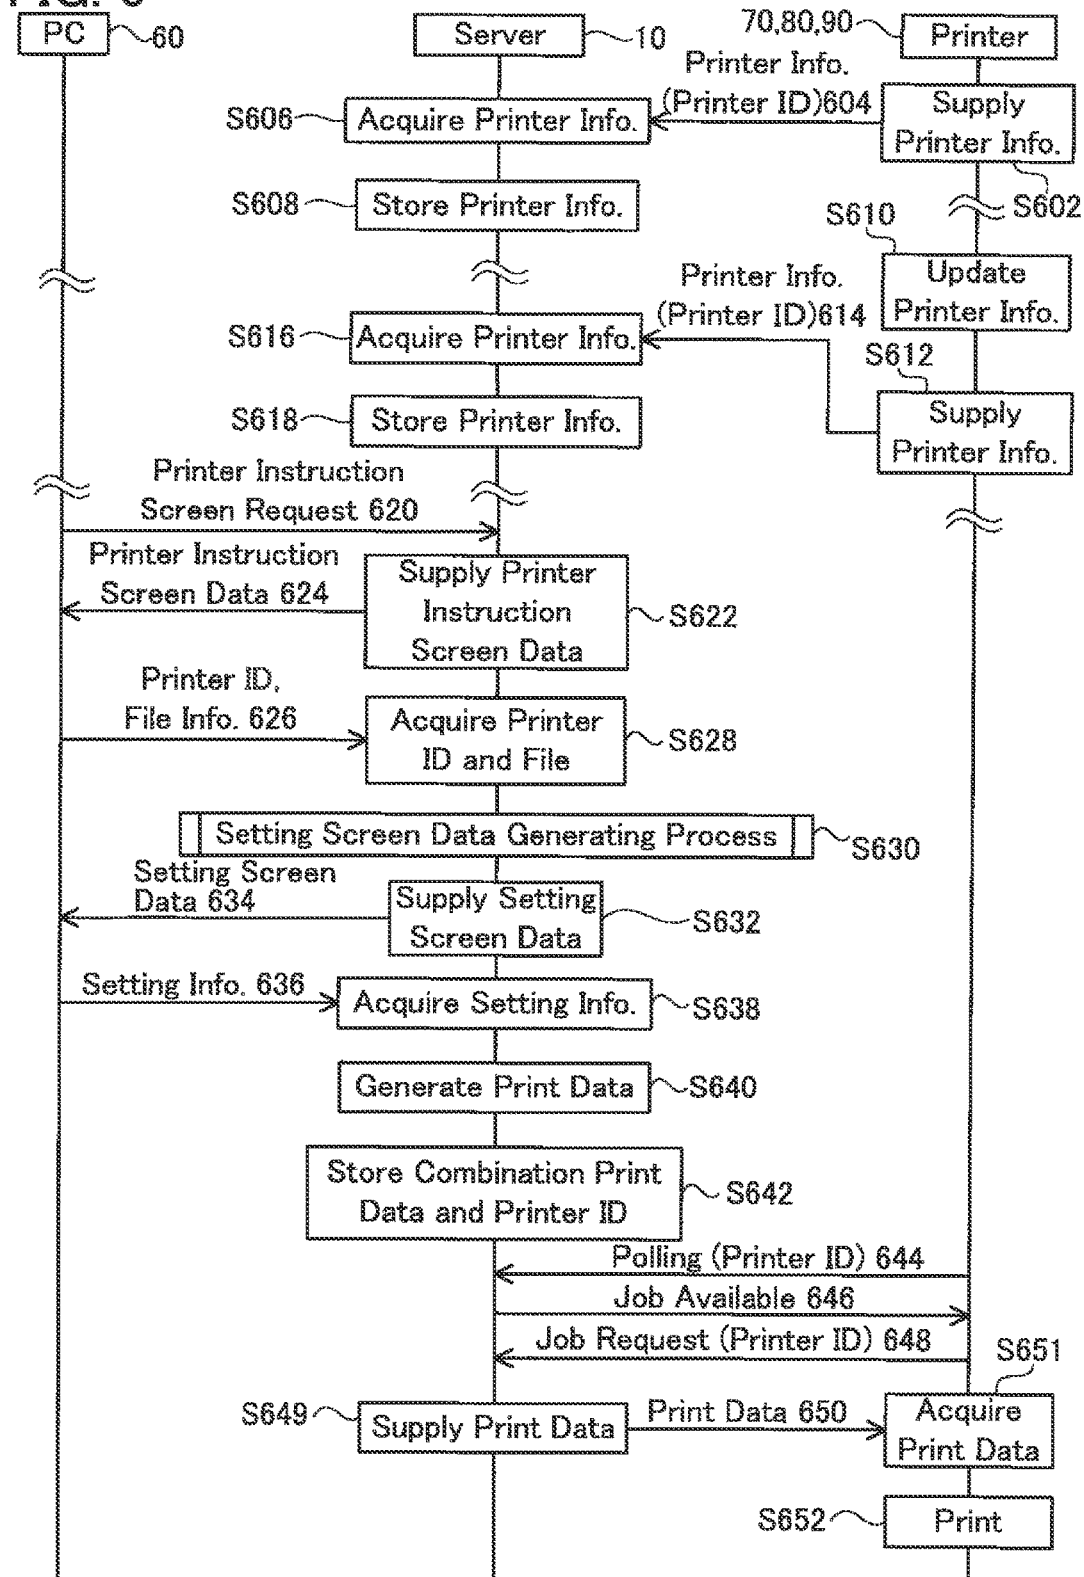 PC
60
Server
10
70,80,90
Printer
Printer Info.
(Printer ID)604
S606
Acquire Printer Info.
Supply
Printer Info.
S602
S608
Store Printer Info.
S610
Update
Printer Info.
Printer Info.
(Printer ID)614
S616
Acquire Printer Info.
S612
Supply
Printer Info.
S618
Store Printer Info.
Printer Instruction
Screen Request 620
Printer Instruction
Screen Data 624
Supply Printer
Instruction
Screen Data
S622
Printer ID,
File Info. 626
Acquire Printer
ID and File
S628
Setting Screen Data Generating Process
S630
Setting Screen
Data 634
Supply Setting
Screen Data
S632
Setting Info. 636
Acquire Setting Info.
S638
Generate Print Data
S640
Store Combination Print
Data and Printer ID
S642
Polling (Printer ID) 644
Job Available 646
Job Request (Printer ID) 648
S651
S649
Supply Print Data
Print Data 650
Acquire
Print Data
S652
Print